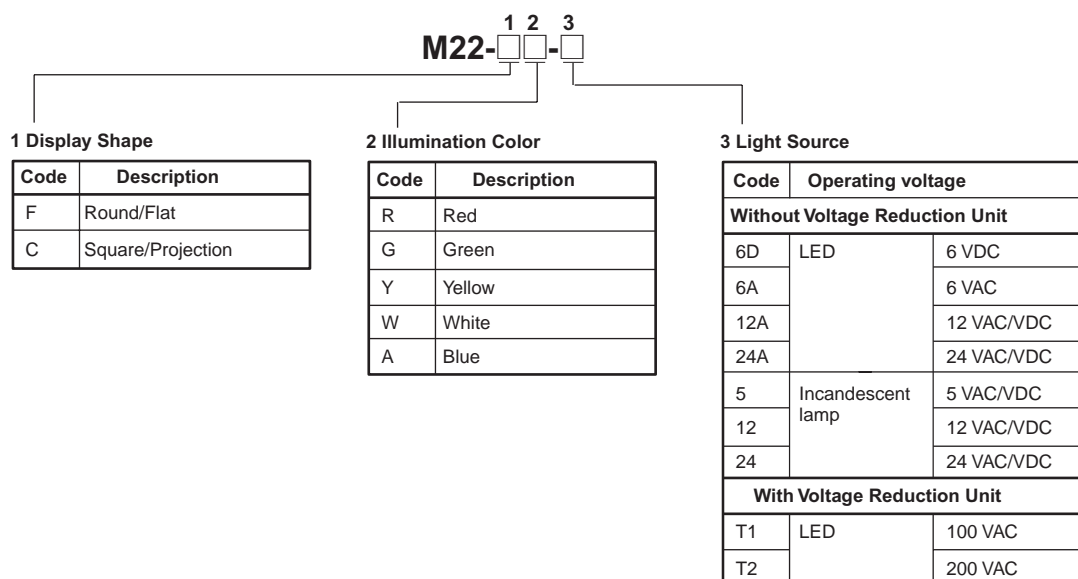 1 2 3
M22-□□-□
1 Display Shape
Code Description
F Round/Flat
C Square/Projection
2 Illumination Color
Code Description
R Red
G Green
Y Yellow
W White
A Blue
3 Light Source
Code Operating voltage
Without Voltage Reduction Unit
6D LED 6 VDC
6A 6 VAC
12A 12 VAC/VDC
24A 24 VAC/VDC
5 Incandescent lamp 5 VAC/VDC
12 12 VAC/VDC
24 24 VAC/VDC
With Voltage Reduction Unit
T1 LED 100 VAC
T2 200 VAC